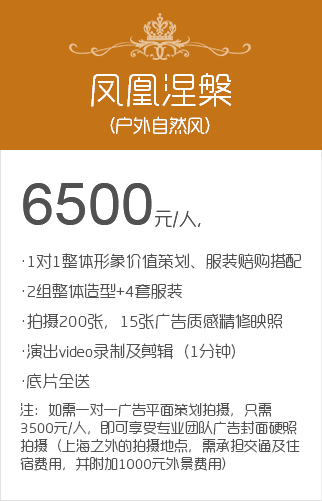 凤凰涅槃
(户外自然风)
6500元/人,
·1对1整体形象价值策划、服装赔购搭配
·2组整体造型+4套服装
·拍摄200张，15张广告质感精修映照
·演出video录制及剪辑（1分钟）
·底片全送
注：如需一对一广告平面策划拍摄，只需
3500元/人，即可享受专业团队广告封面硬照
拍摄（上海之外的拍摄地点，需承担交通及住
宿费用，并附加1000元外景费用)